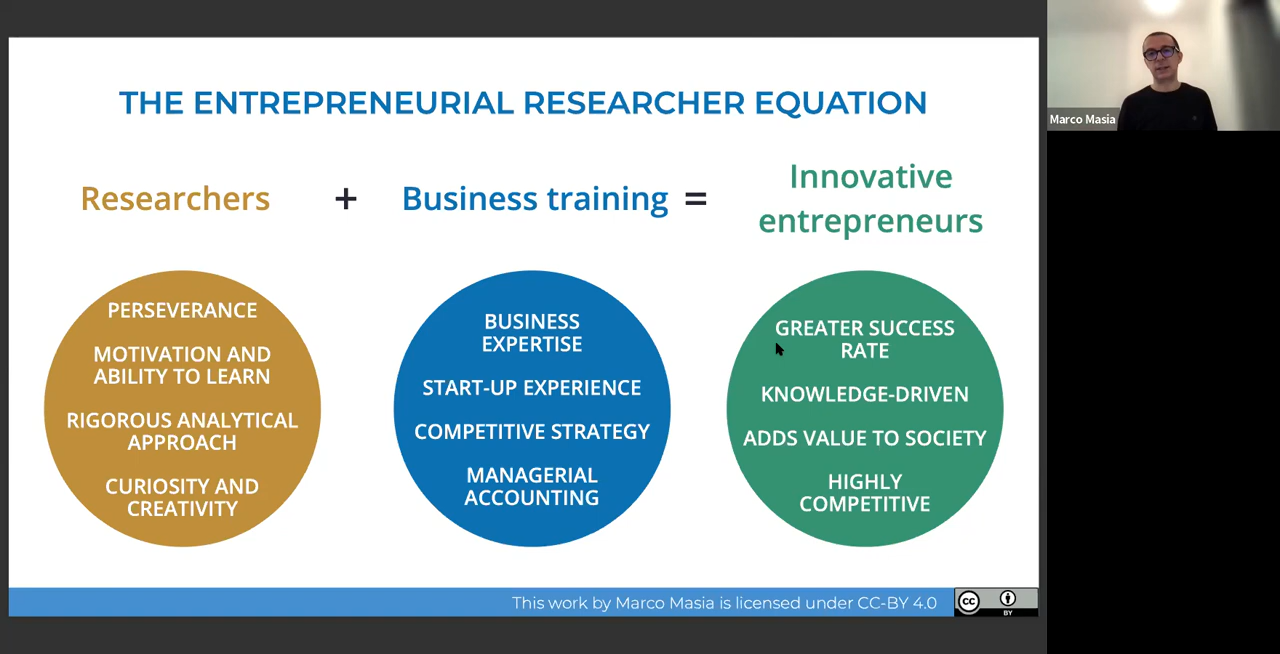 THE ENTREPRENEURIAL RESEARCHER EQUATION
Researchers + Business training =
Innovative
entrepreneurs
PERSEVERANCE
MOTIVATION AND
ABILITY TO LEARN
RIGOROUS ANALYTICAL
APPROACH
CURIOSITY AND
CREATIVITY
BUSINESS
EXPERTISE
START-UP EXPERIENCE
COMPETITIVE STRATEGY
MANAGERIAL
ACCOUNTING
GREATER SUCCESS
RATE
KNOWLEDGE-DRIVEN
ADDS VALUE TO SOCIETY
HIGHLY
COMPETITIVE
This work by Marco Masia is licensed under CC-BY 4.0
cc
BY
Marco Masia